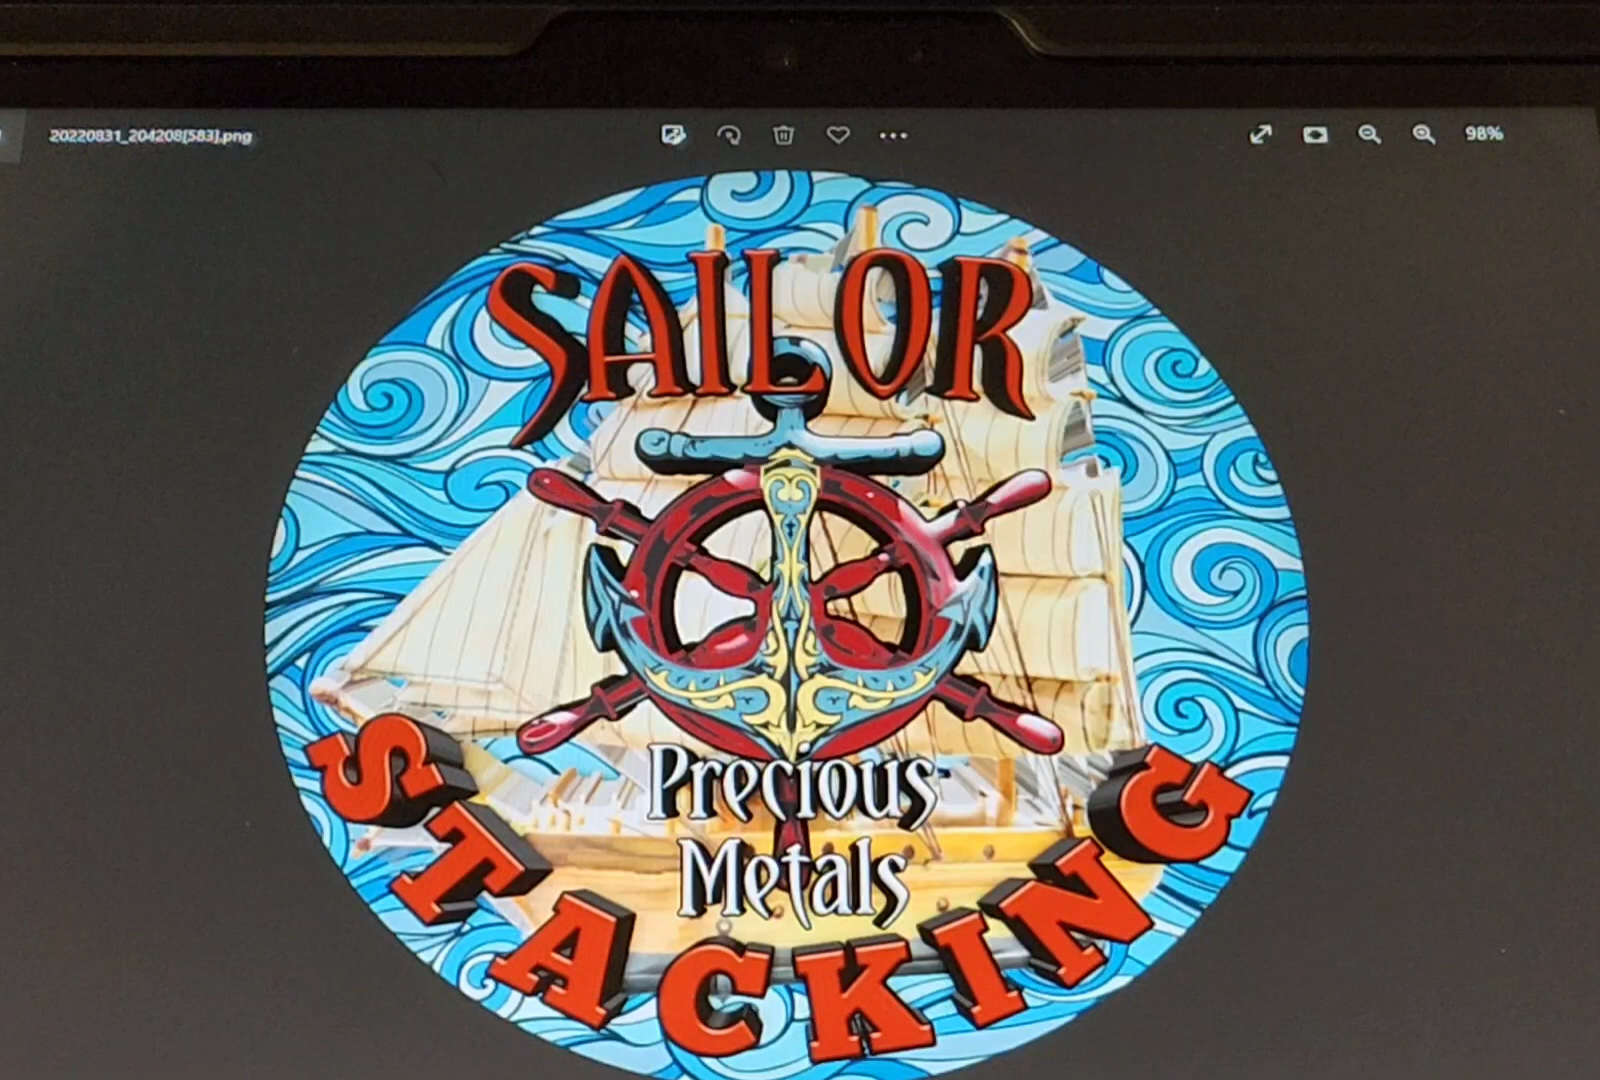 20220831_204208[583].png
98%
SAILOR
Precious
Metals
STACKING